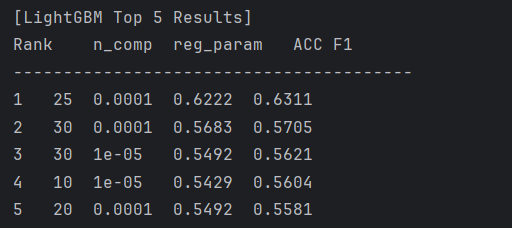 [LightGBM Top 5 Results]
Rank    n_comp  reg_param   ACC F1
----------------------------------------
1   25  0.0001  0.6222  0.6311
2   30  0.0001  0.5683  0.5705
3   30  1e-05   0.5492  0.5621
4   10  1e-05   0.5429  0.5604
5   20  0.0001  0.5492  0.5581